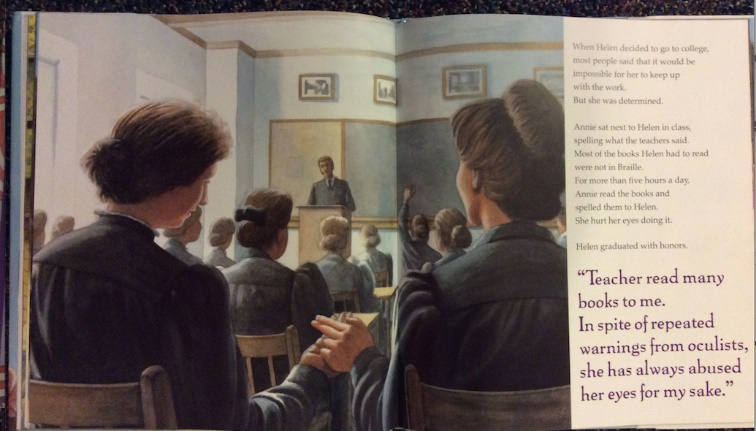 When Helen decided to go to college,
most people said that it would be
impossible for her to keep up
with the work.
But she was determined.
Annie sat next to Helen in class,
spelling what the teachers said.
Most of the books Helen had to read
were not in Braille.
For more than five hours a day,
Annie read the books and
spelled them to Helen.
She hurt her eyes doing it.
Helen graduated with honors.
“Teacher read many
books to me.
In spite of repeated
warnings from oculists,
she has always abused
her eyes for my sake.”